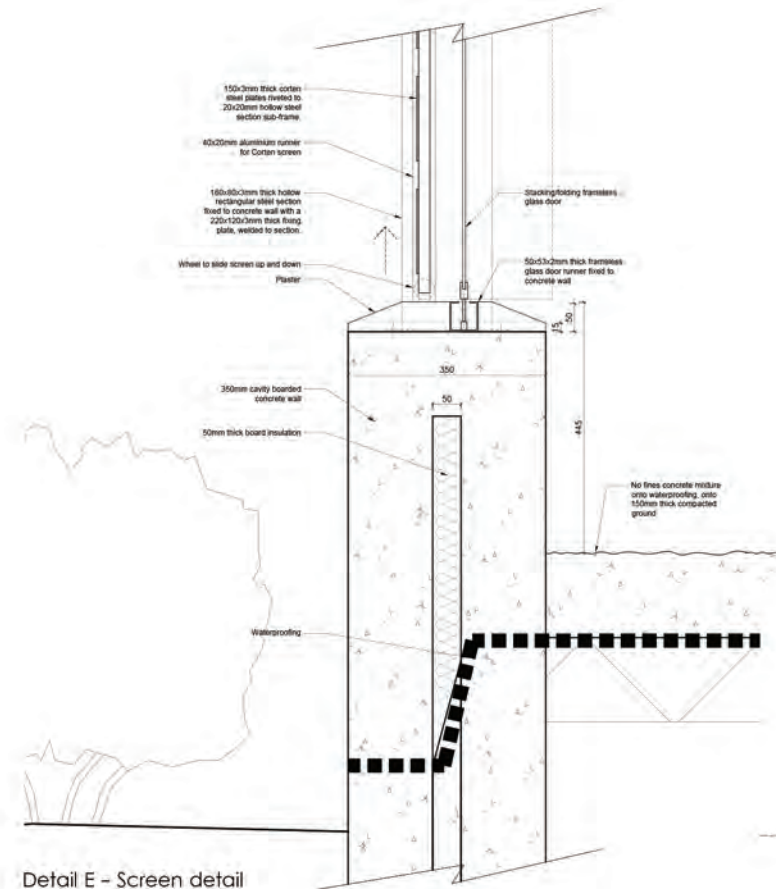 150x3mm thick corten
steel plates riveted to
20x20mm hollow steel
section sub-frame.
40x20mm aluminium runner
for Corten screen
160x80x3mm thick hollow
rectangular steel section
fixed to concrete wall with a
220x120x3mm thick fixing
plate, welded to section.
Stacking/folding frameless
glass door
Wheel to slide screen up and down
Plaster
50x53x2mm thick frameless
glass door runner fixed to
concrete wall
15
50
350
350mm cavity boarded
concrete wall
50
50mm thick board insulation
445
No fines concrete mixture
onto waterproofing, onto
150mm thick compacted
ground
Waterproofing
Detail E - Screen detail